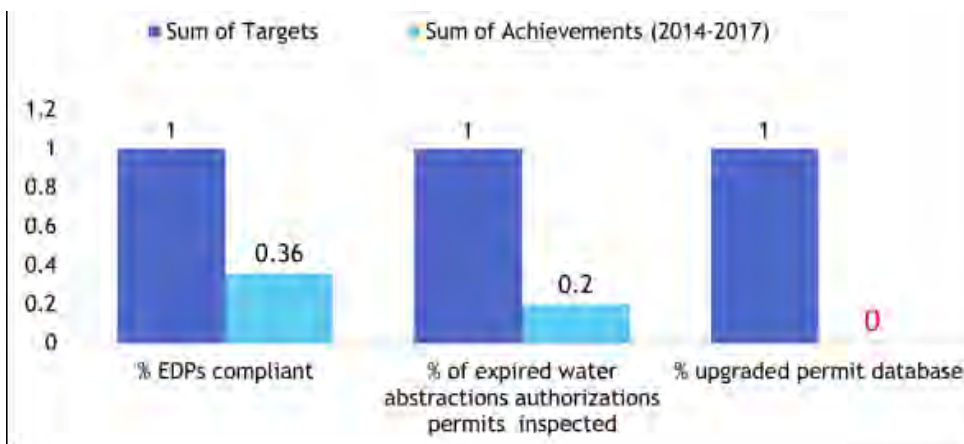 Sum of Targets
Sum of Achievements (2014-2017)
1.2
1
0.8
0.6
0.4
0.2
0
1
0.36
1
0.2
1
0
% EDPs compliant
% of expired water
abstractions authorizations
permits inspected
% upgraded permit database